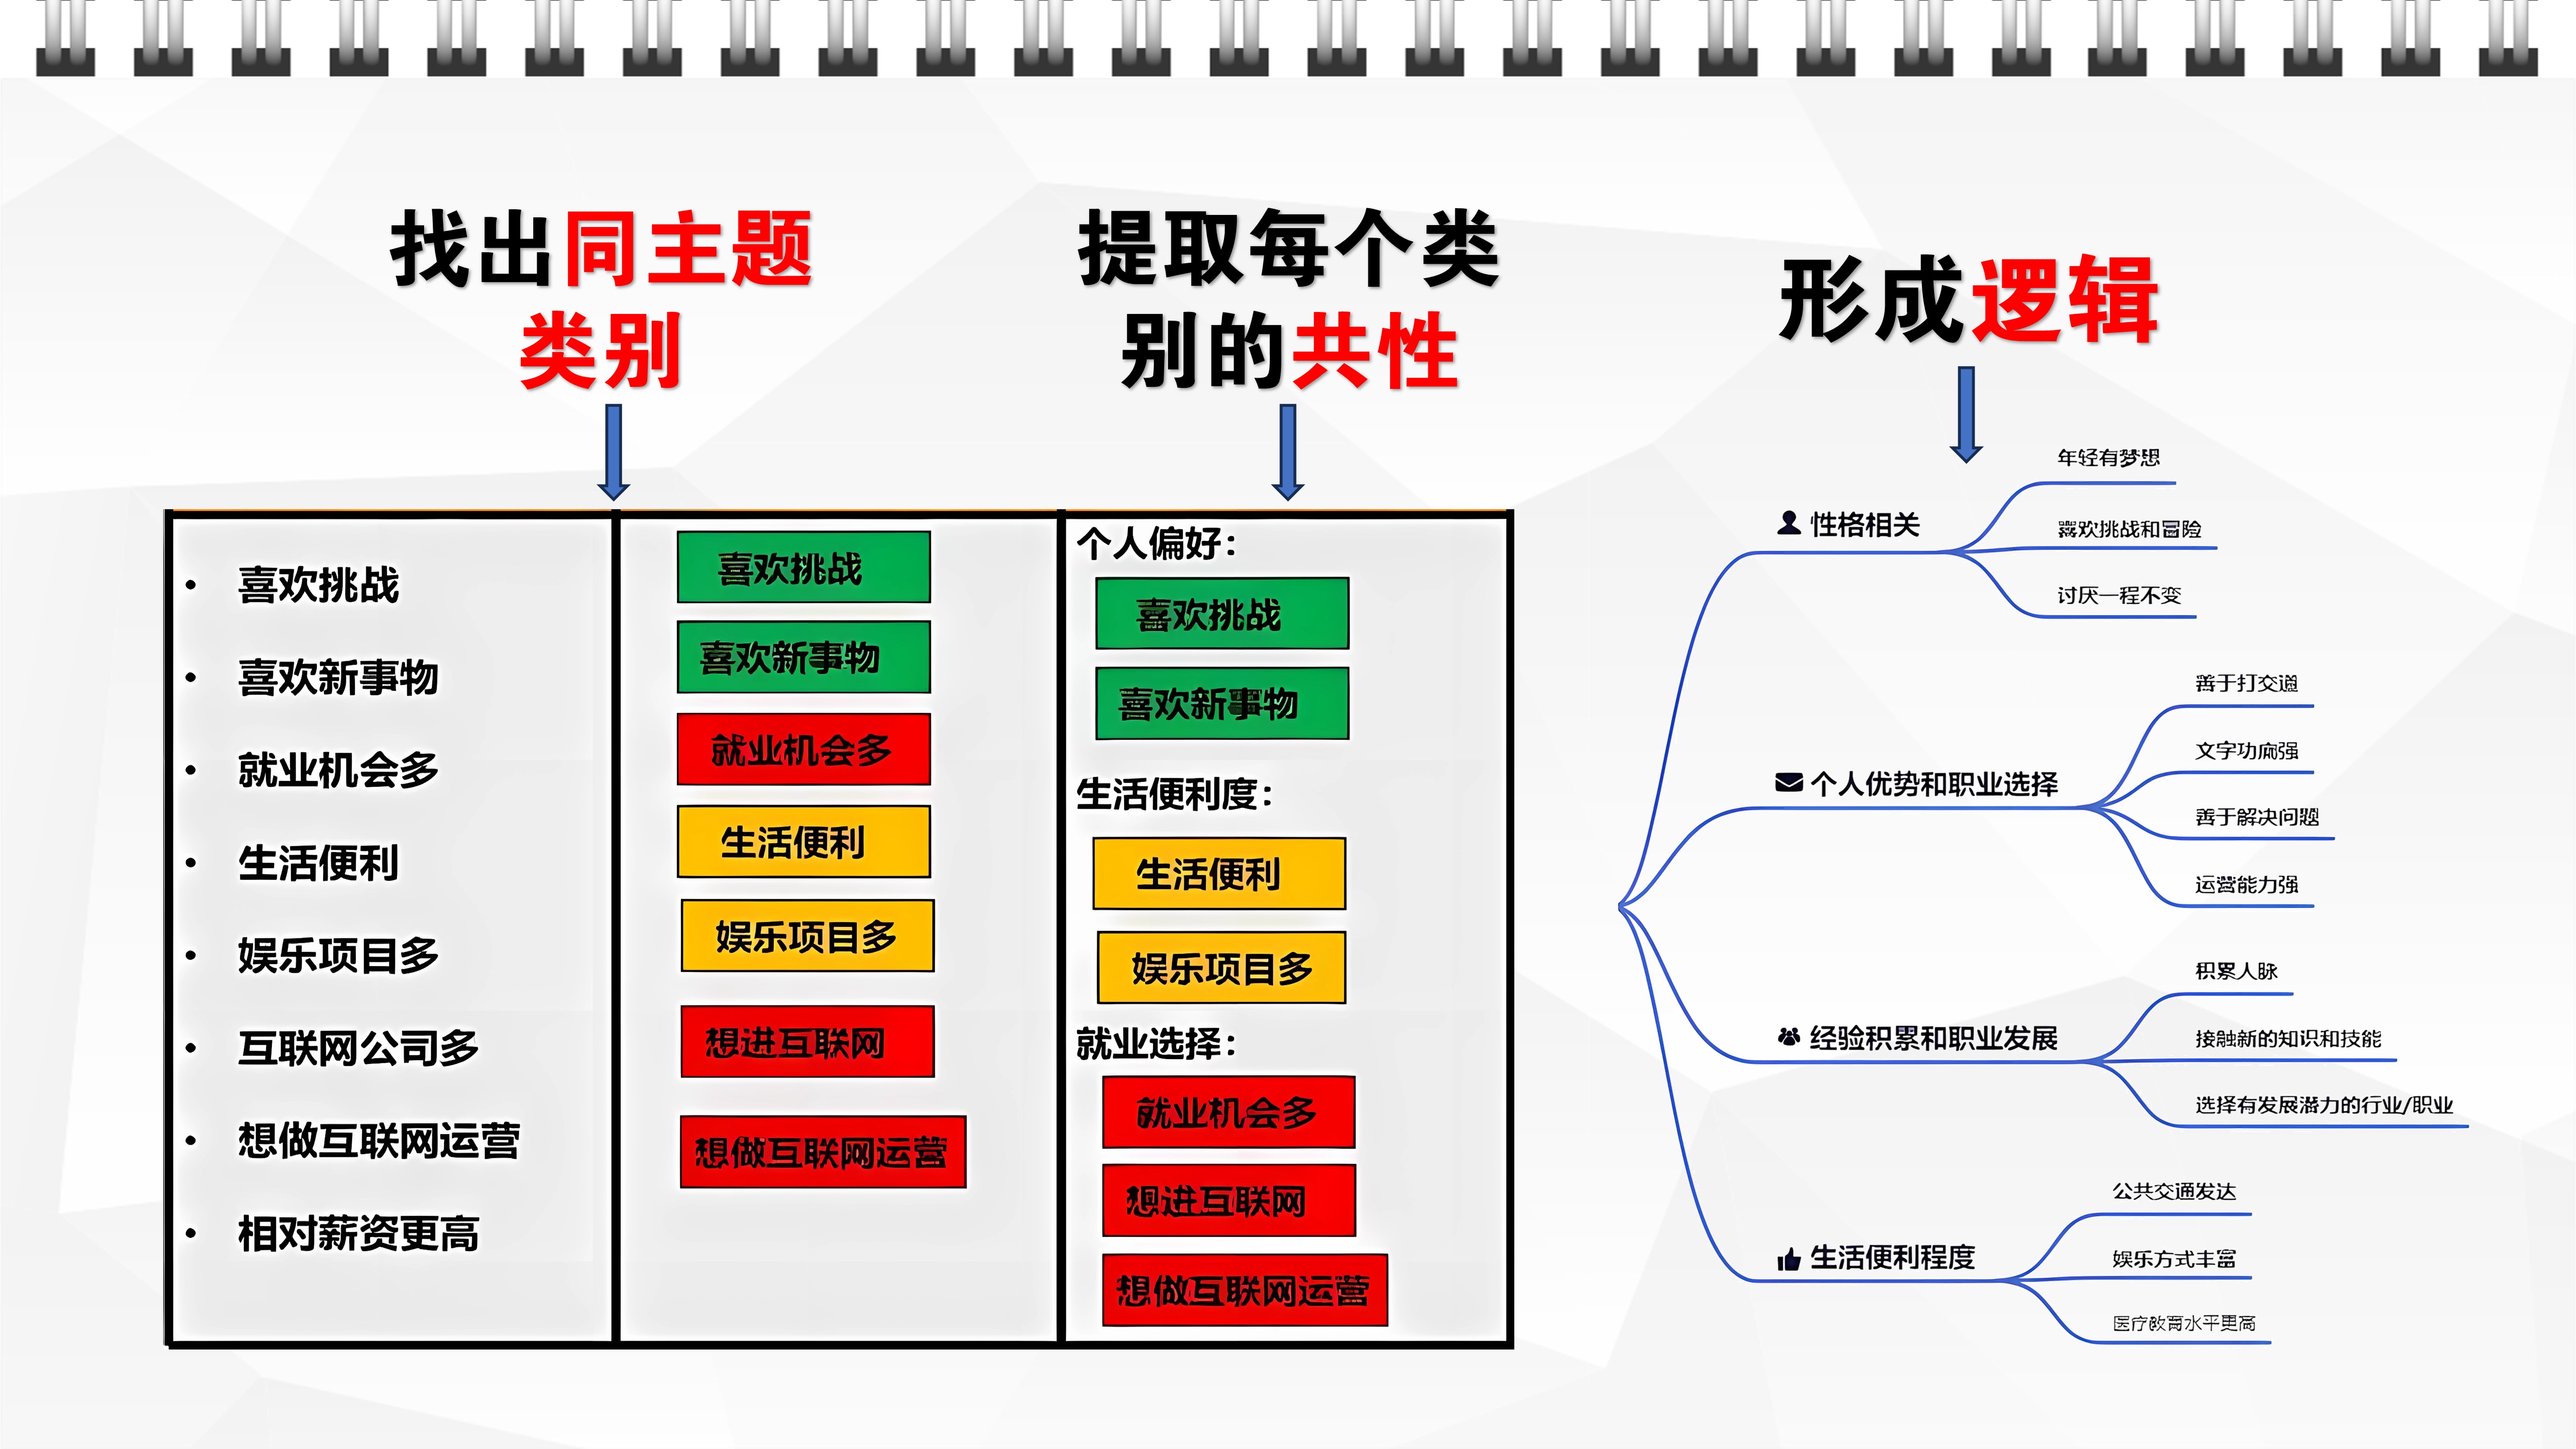 找出同主题
类别
提取每个类
别的共性
形成逻辑
• 喜欢挑战
• 喜欢新事物
• 就业机会多
• 生活便利
• 娱乐项目多
• 互联网公司多
• 想做互联网运营
• 相对薪资更高
喜欢挑战
喜欢新事物
就业机会多
生活便利
娱乐项目多
想进互联网
想做互联网运营
个人偏好：
喜欢挑战
喜欢新事物
生活便利度：
生活便利
娱乐项目多
就业选择：
就业机会多
想进互联网
想做互联网运营
性格相关
年轻有梦想
喜欢挑战和冒险
讨厌一程不变
个人优势和职业选择
善于打交道
文字功底强
善于解决问题
运营能力强
经验积累和职业发展
积累人脉
接触新的知识和技能
选择有发展潜力的行业/职业
生活便利程度
公共交通发达
娱乐方式丰富
医疗教育水平更高